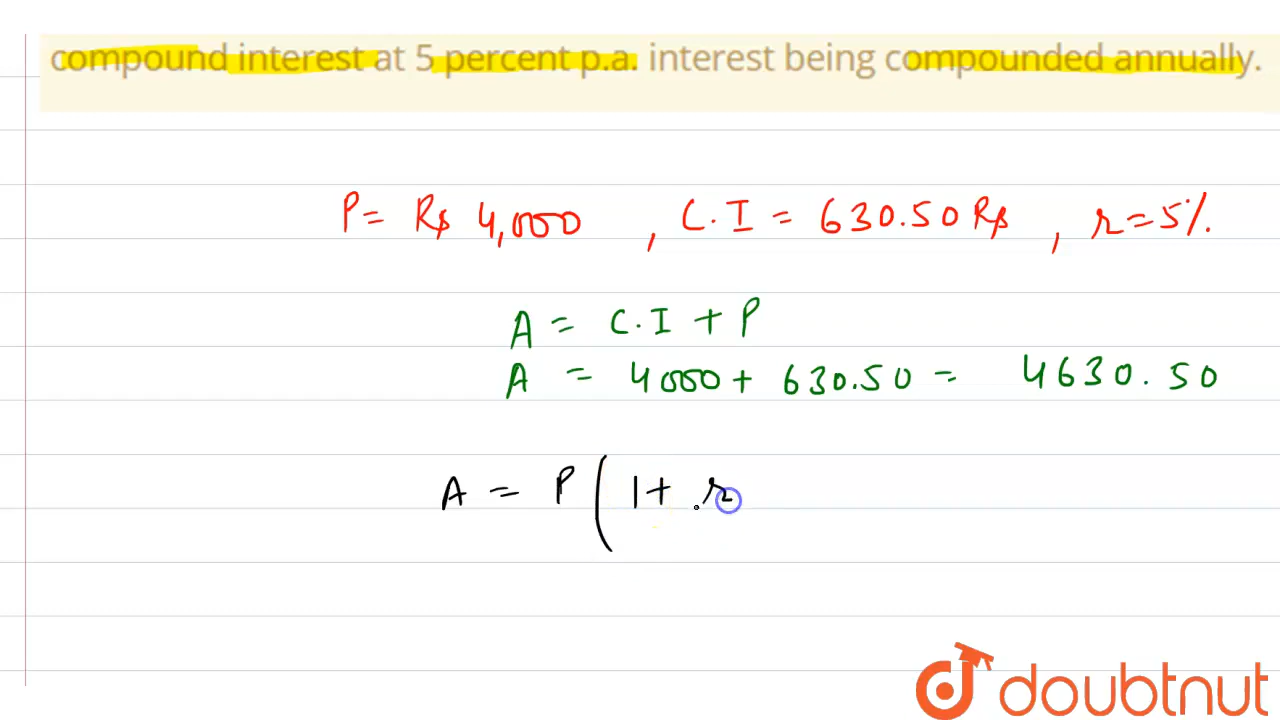 compound interest at 5 percent p.a. interest being compounded annually.
P= Rs 4,000 , C.I = 630.50 Rs , r=5%.
A = C.I + P
A = 4000 + 630.50 = 4630.50
A = P ( 1+ r
doubtnut